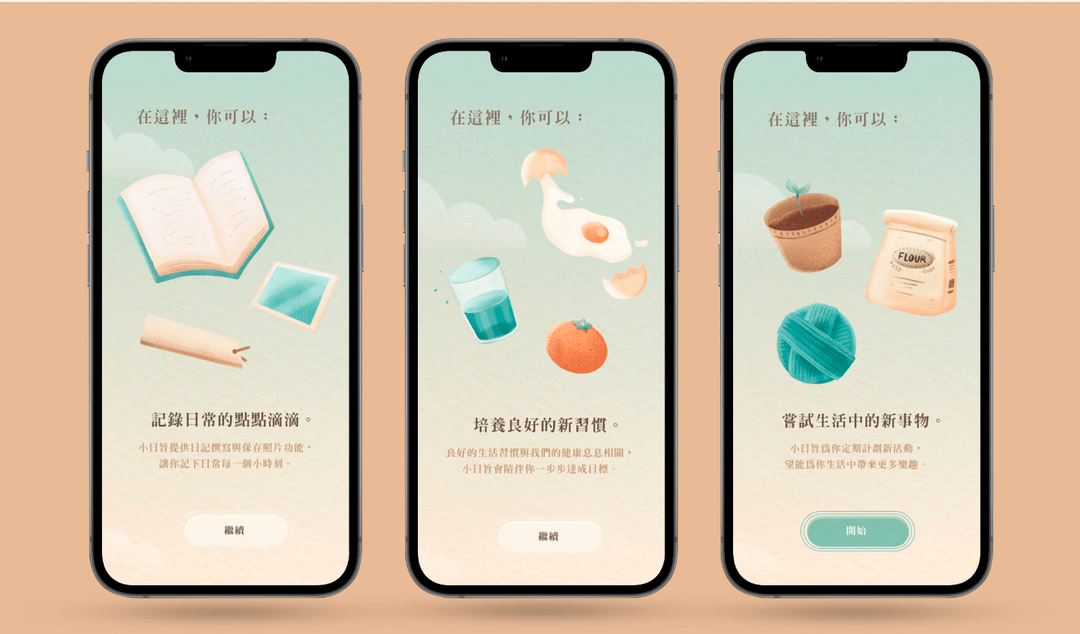 在這裡，你可以：
記錄日常的點點滴滴。
小日旨提供日記撰寫與保存照片功能，
讓你記下日常每一個小時刻。
繼續
在這裡，你可以：
培養良好的新習慣。
良好的生活習慣與我們的健康息息相關，
小日旨會陪伴你一步步達成目標。
繼續
在這裡，你可以：
FLOUR
嘗試生活中的新事物。
小日旨為你定期計劃新活動，
望能為你生活中帶來更多樂趣。
開始